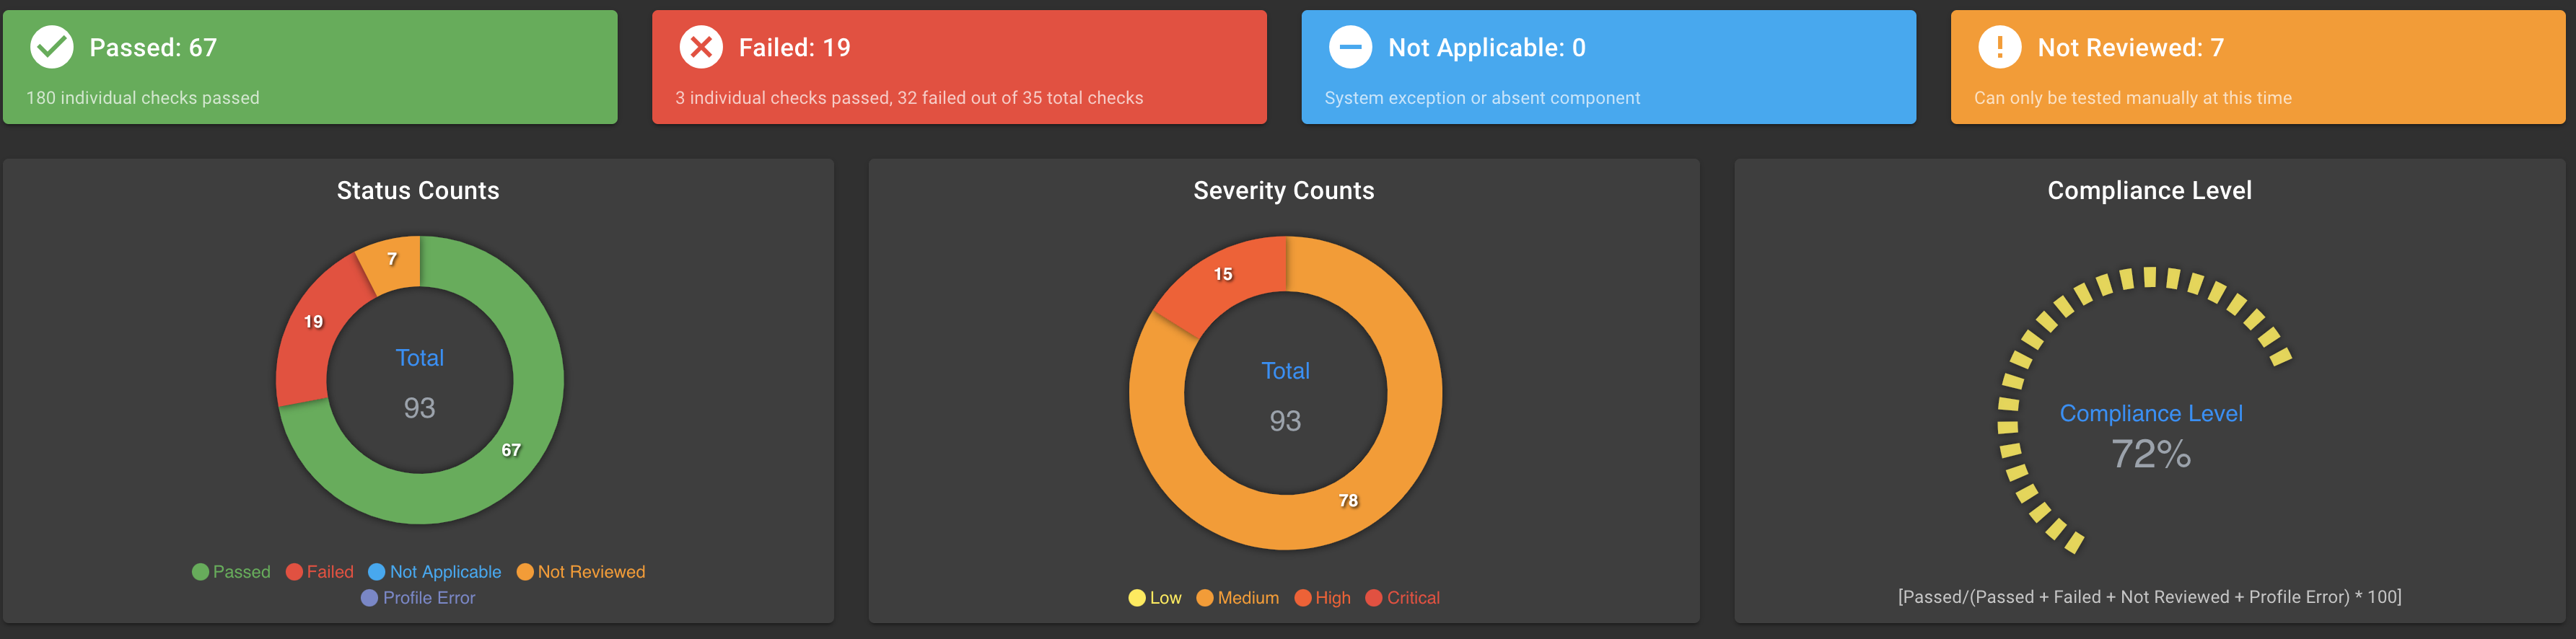 Passed: 67
180 individual checks passed
Failed: 19
3 individual checks passed, 32 failed out of 35 total checks
Not Applicable: 0
System exception or absent component
Not Reviewed: 7
Can only be tested manually at this time
Status Counts
7
19
Total
93
67
Passed Failed Not Applicable Not Reviewed
Profile Error
Severity Counts
15
Total
93
78
Low Medium High Critical
Compliance Level
Compliance Level
72%
[Passed/(Passed + Failed + Not Reviewed + Profile Error) * 100]